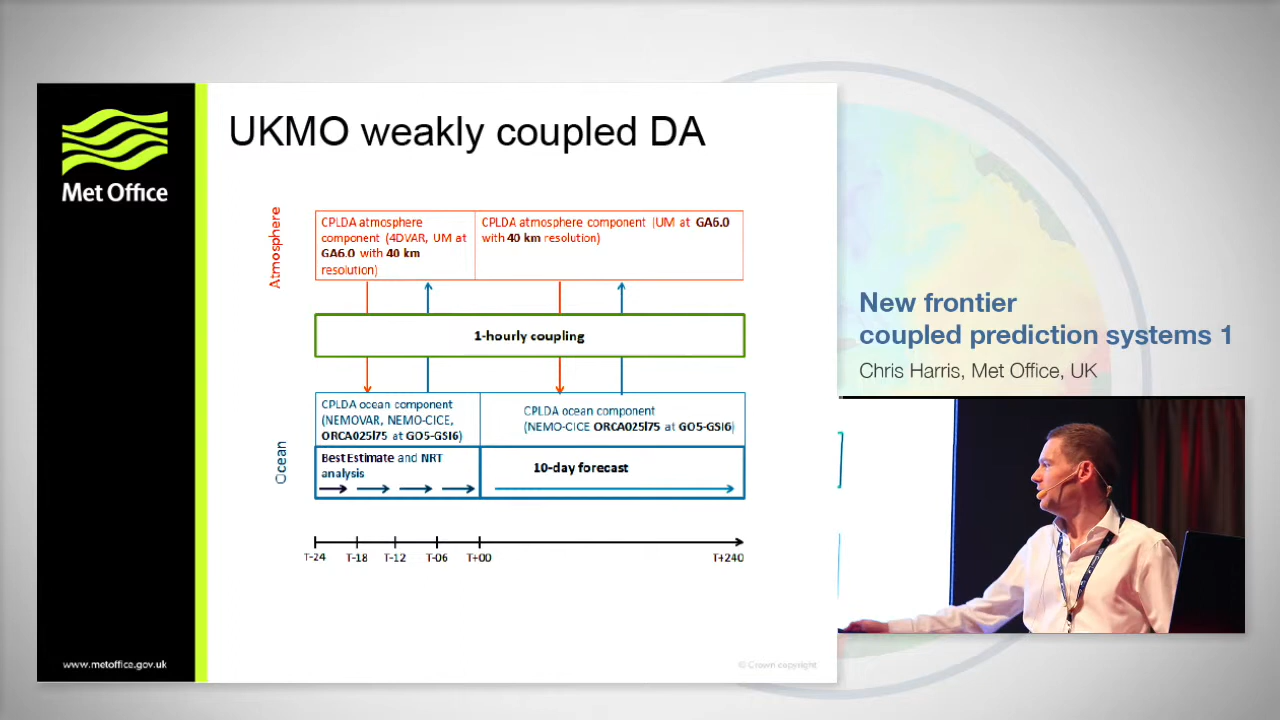 UKMO weakly coupled DA
Met Office
Atmosphere
CPLDA atmosphere
component (4DVAR, UM at
GA6.0 with 40 km
resolution)
CPLDA atmosphere component (UM at GA6.0
with 40 km resolution)
1-hourly coupling
Ocean
CPLDA ocean component
(NEMOVAR, NEMO-CICE,
ORCA025l75 at GO5-GSI6)
CPLDA ocean component
(NEMO-CICE ORCA025l75 at GO5-GSI6)
Best Estimate and NRT
analysis
10-day forecast
T-24 T-18 T-12 T-06 T+00 T+240
www.metoffice.gov.uk
© Crown copyright
New frontier
coupled prediction systems 1
Chris Harris, Met Office, UK